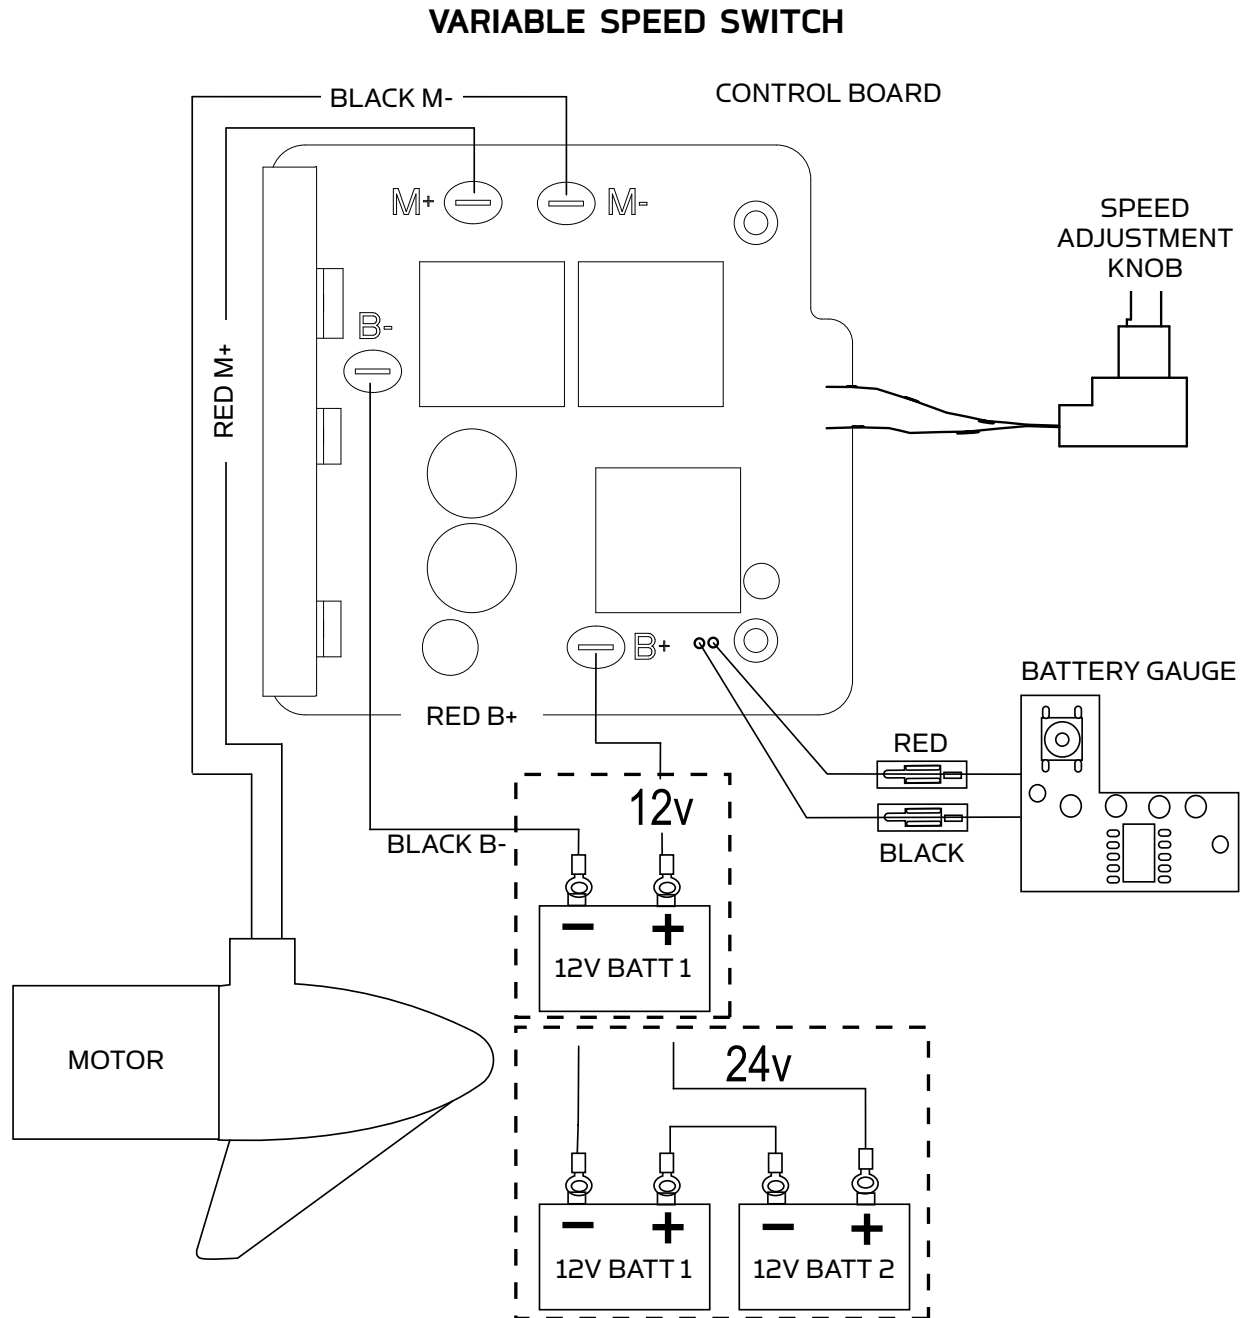 VARIABLE SPEED SWITCH
BLACK M-
CONTROL BOARD
M+
M-
SPEED
ADJUSTMENT
KNOB
B-
RED M+
B+
BATTERY GAUGE
RED B+
RED
12v
BLACK B-
BLACK
− +
12V BATT 1
MOTOR
24v
− +
12V BATT 1
− +
12V BATT 2